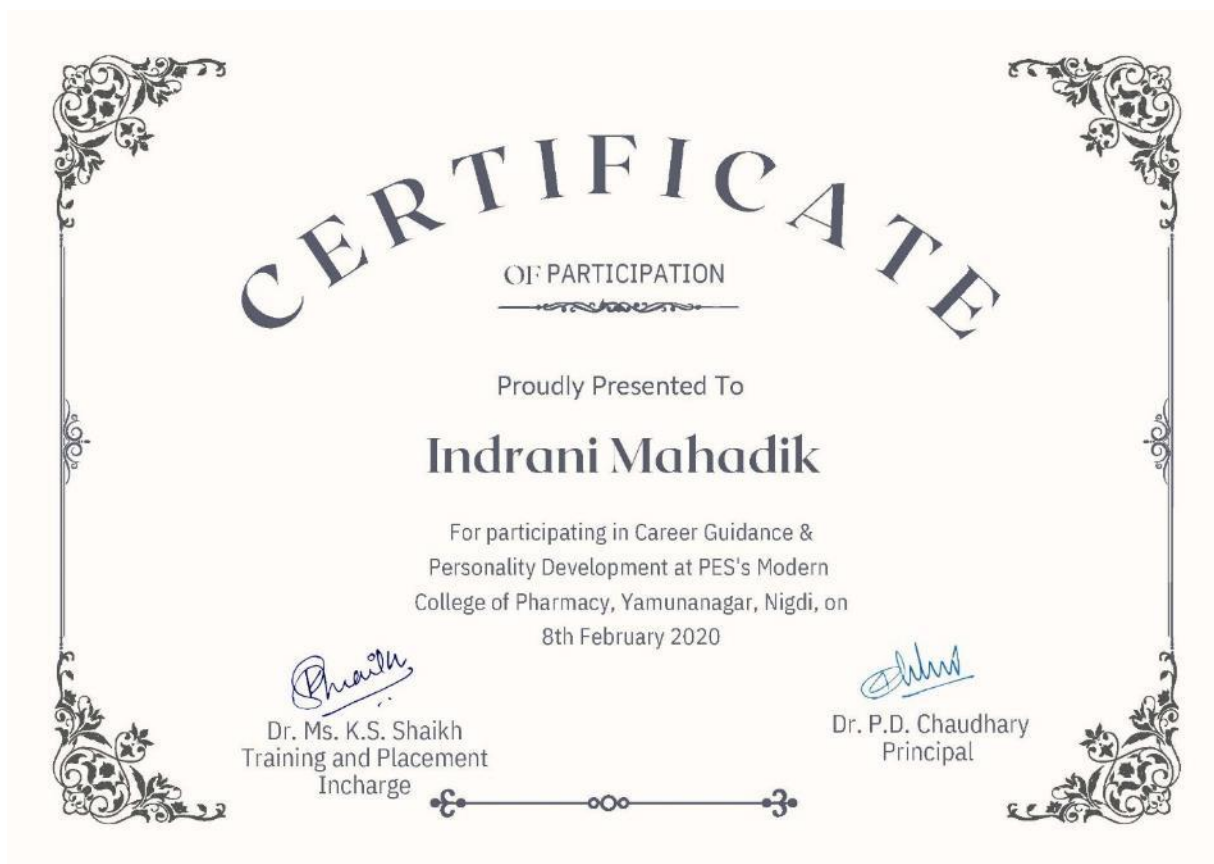 CERTIFICATE
OF PARTICIPATION
Proudly Presented To
Indrani Mahadik
For participating in Career Guidance &
Personality Development at PES's Modern
College of Pharmacy, Yamunanagar, Nigdi, on
8th February 2020
Dr. Ms. K.S. Shaikh
Training and Placement
Incharge
Dr. P.D. Chaudhary
Principal